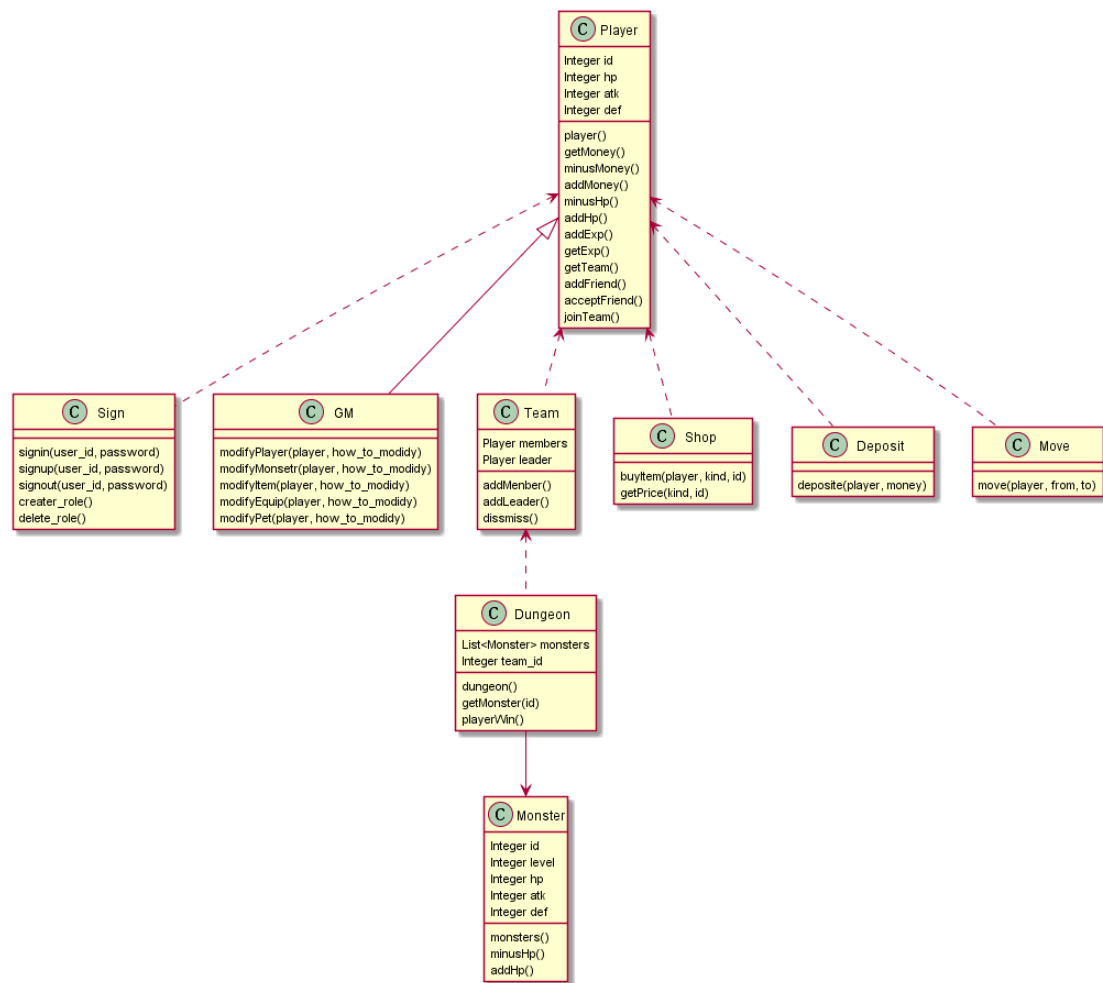 C Player
Integer id
Integer hp
Integer atk
Integer def
player()
getMoney()
minusMoney()
addMoney()
minusHp()
addHp()
addExp()
getExp()
getTeam()
addFriend()
acceptFriend()
joinTeam()
C Sign
signin(user_id, password)
signup(user_id, password)
signout(user_id, password)
creater_role()
delete_role()
C GM
modifyPlayer(player, how_to_modidy)
modifyMonsetr(player, how_to_modidy)
modifyItem(player, how_to_modidy)
modifyEquip(player, how_to_modidy)
modifyPet(player, how_to_modidy)
C Team
Player members
Player leader
addMenber()
addLeader()
dissmiss()
C Shop
buyItem(player, kind, id)
getPrice(kind, id)
C Deposit
deposite(player, money)
C Move
move(player, from, to)
C Dungeon
List<Monster> monsters
Integer team_id
dungeon()
getMonster(id)
playerWin()
C Monster
Integer id
Integer level
Integer hp
Integer atk
Integer def
monsters()
minusHp()
addHp()